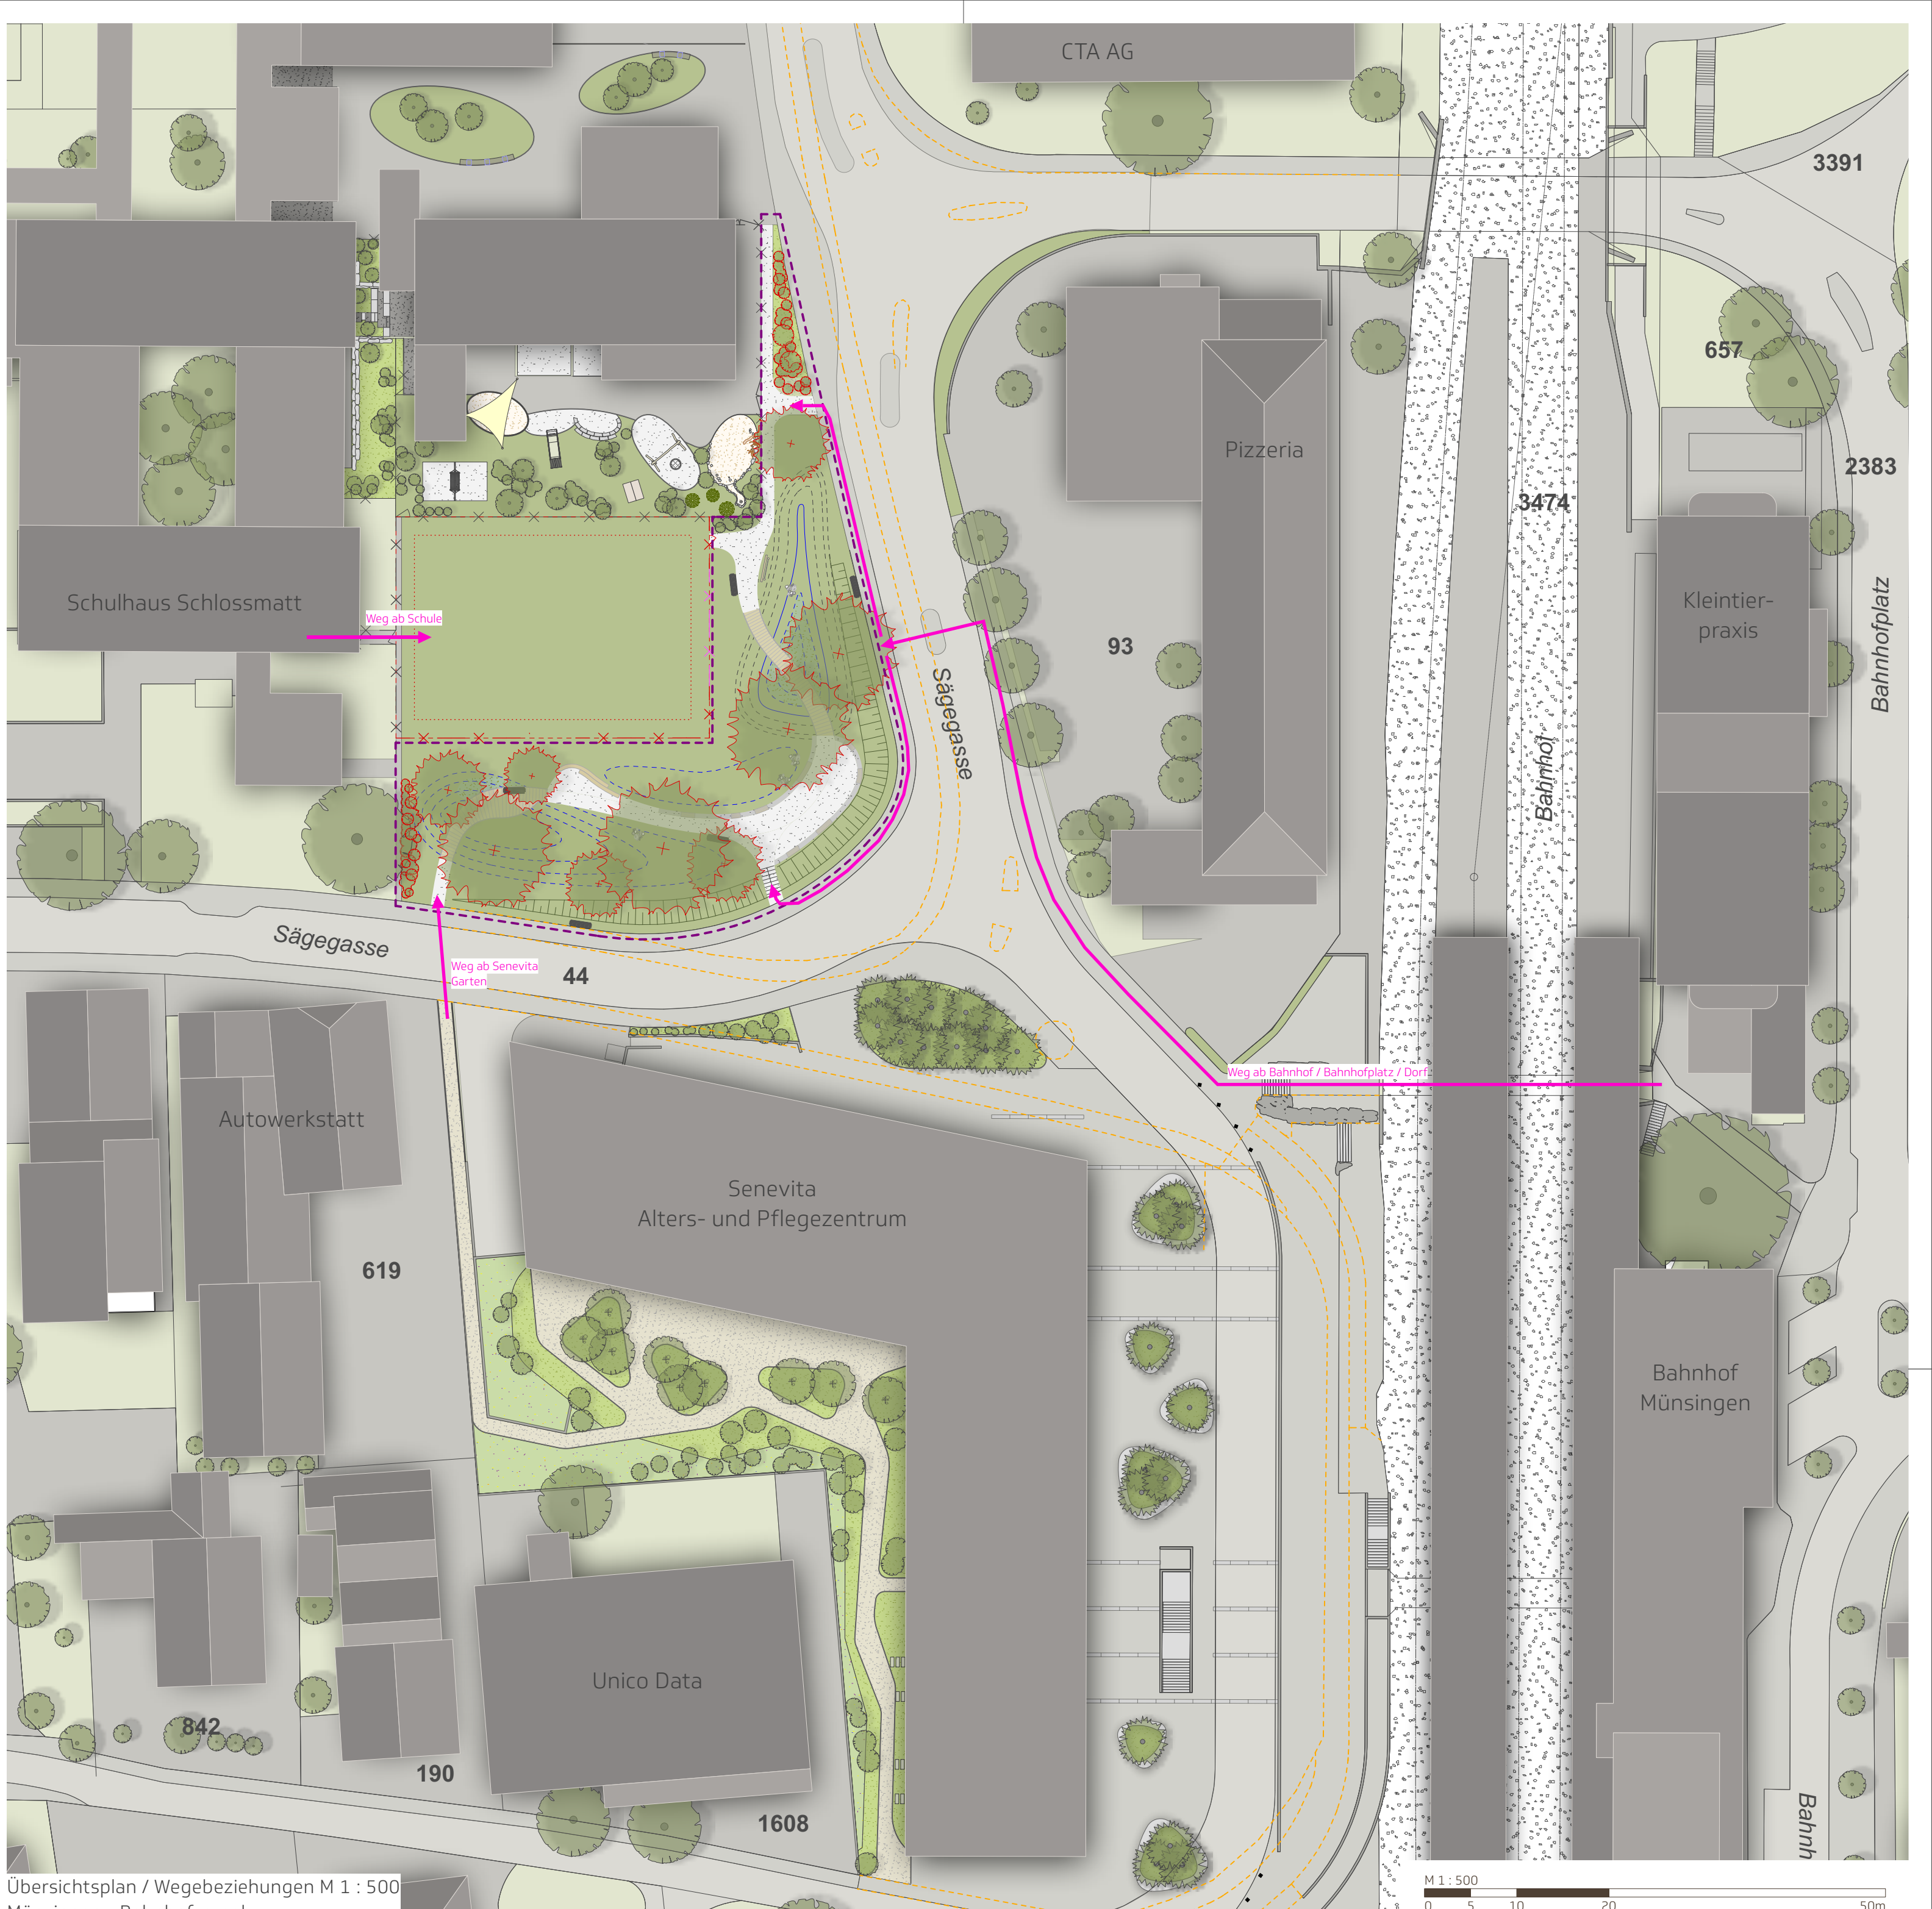 CTA AG
3391
657
Pizzeria
2383
3474
Schulhaus Schlossmatt
Weg ab Schule
Kleintier-
praxis
Bahnhofplatz
93
Sägegasse
Bahnhof
Sägegasse
Weg ab Senevita
Garten
44
Weg ab Bahnhof / Bahnhofplatz / Dorf
Autowerkstatt
Senevita
Alters- und Pflegezentrum
619
Bahnhof
Münsingen
Unico Data
842
190
1608
Bahnh
Übersichtsplan / Wegebeziehungen M 1 : 500
M 1 : 500
0 5 10 20 50m